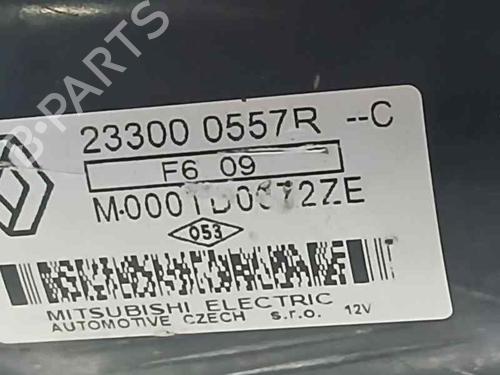 B-PARTS
23300 0557R --C
F6 09
053
MITSUBISHI ELECTRIC
AUTOMOTIVE CZECH s.r.o. 12V